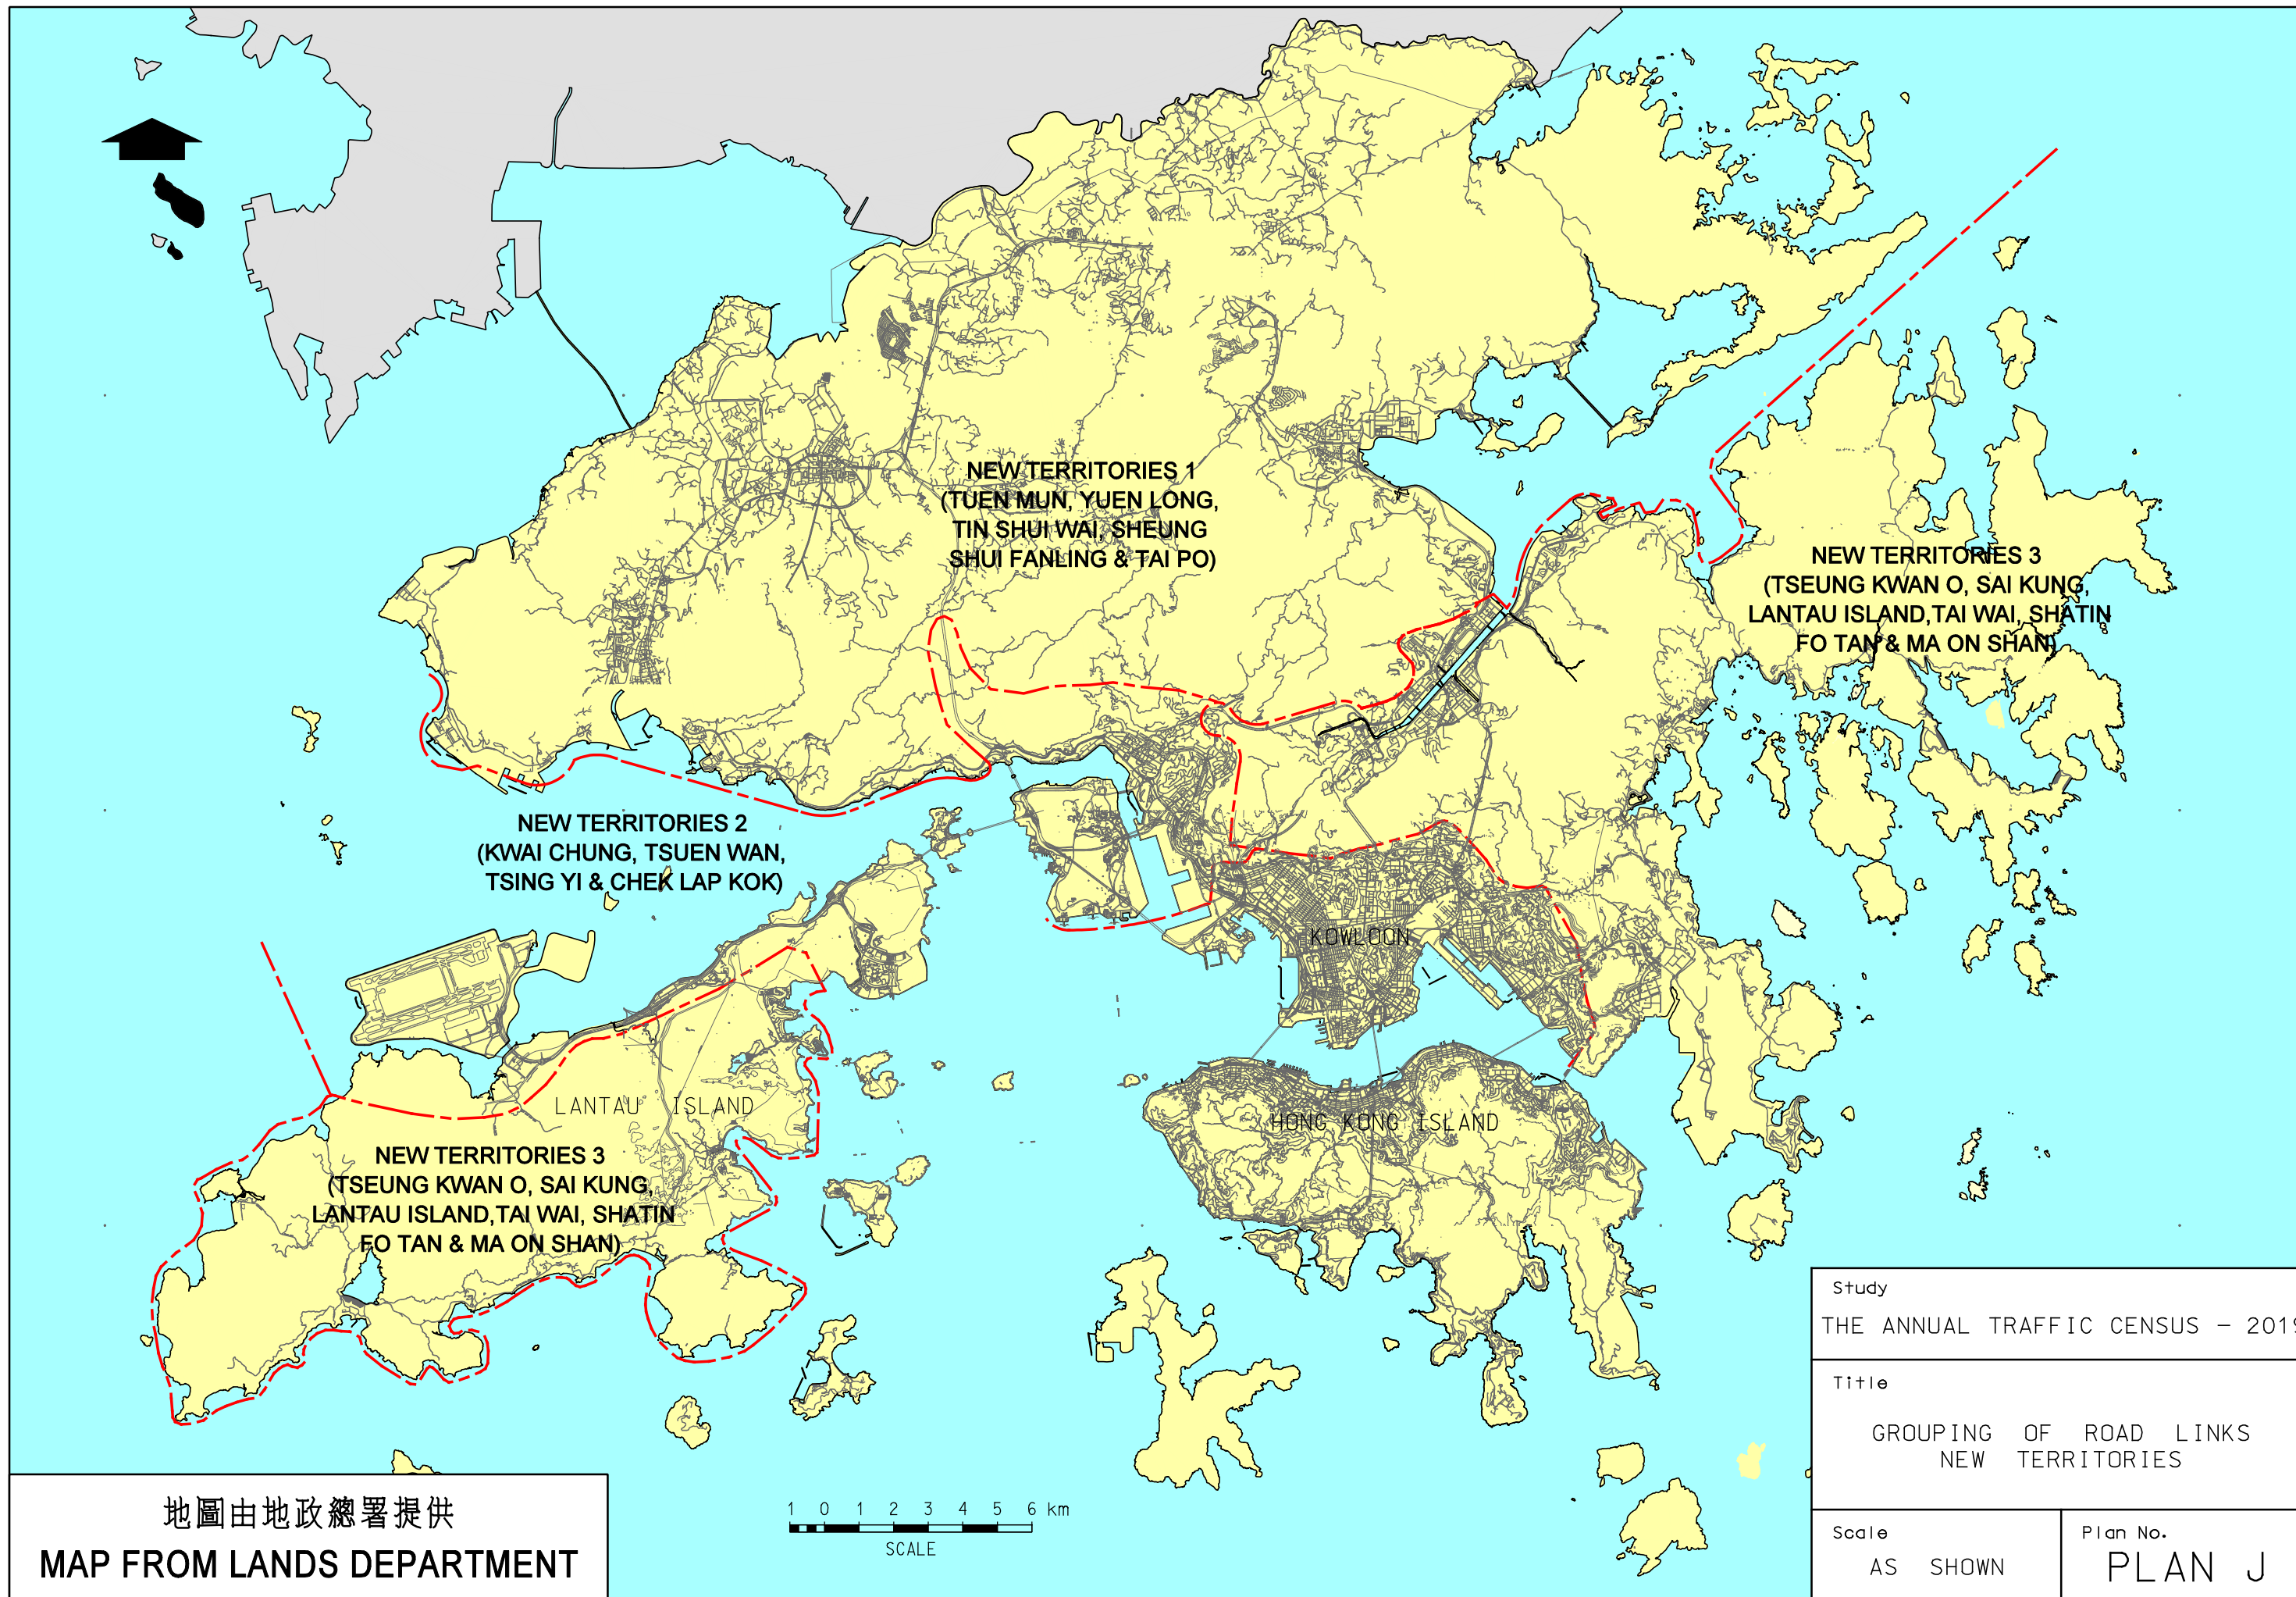 NEW TERRITORIES 1
(TUEN MUN, YUEN LONG,
TIN SHUI WAI, SHEUNG
SHUI FANLING & TAI PO)
NEW TERRITORIES 3
(TSEUNG KWAN O, SAI KUNG,
LANTAU ISLAND,TAI WAI, SHATIN
FO TAN & MA ON SHAN)
NEW TERRITORIES 2
(KWAI CHUNG, TSUEN WAN,
TSING YI & CHEK LAP KOK)
KOWLOON
LANTAU ISLAND
HONG KONG ISLAND
NEW TERRITORIES 3
(TSEUNG KWAN O, SAI KUNG,
LANTAU ISLAND,TAI WAI, SHATIN
FO TAN & MA ON SHAN)
Study
THE ANNUAL TRAFFIC CENSUS - 2019
Title
GROUPING OF ROAD LINKS
NEW TERRITORIES
Scale
AS SHOWN
Plan No.
PLAN J
1 0 1 2 3 4 5 6 km
SCALE
地圖由地政總署提供
MAP FROM LANDS DEPARTMENT